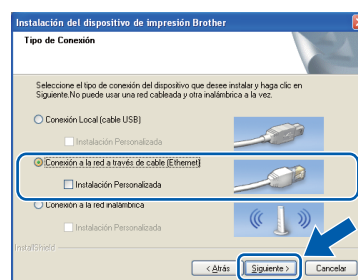 Instalación del dispositivo de impresión Brother
Tipo de Conexión
Seleccione el tipo de conexión del dispositivo que desee instalar y haga clic en
Siguiente.No puede usar una red cableada y otra inalámbrica a la vez.
Conexión Local (cable USB)
Instalación Personalizada
Conexión a la red a través de cable (Ethernet)
Instalación Personalizada
Conexión a la red inalámbrica
Instalación Personalizada
InstallShield
< Atrás
Siguiente >
Cancelar